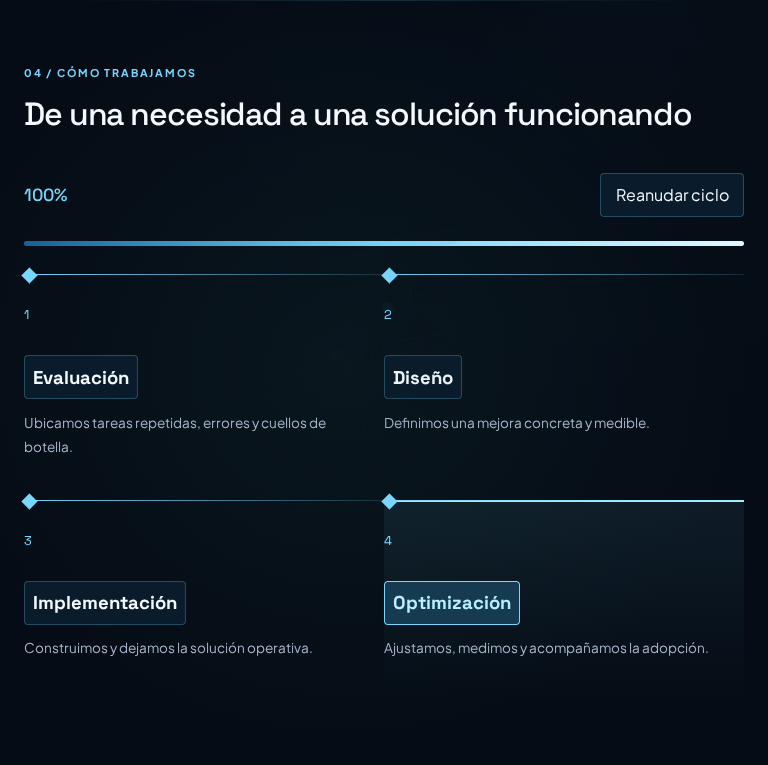 04 / CÓMO TRABAJAMOS
De una necesidad a una solución funcionando
100%
Reanudar ciclo
1
2
Evaluación
Diseño
Ubicamos tareas repetidas, errores y cuellos de
botella.
Definimos una mejora concreta y medible.
3
4
Implementación
Optimización
Construimos y dejamos la solución operativa.
Ajustamos, medimos y acompañamos la adopción.